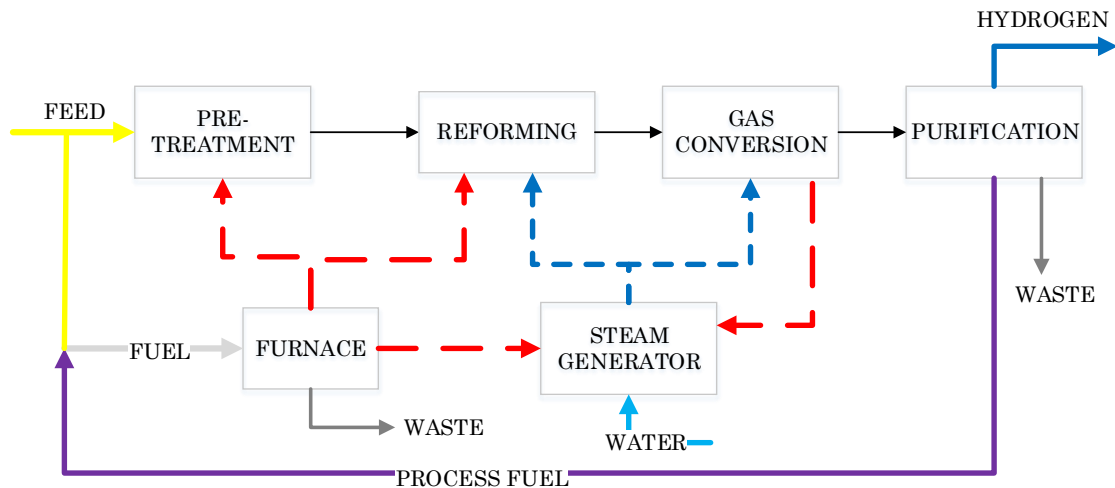 HYDROGEN
FEED
PRE-
TREATMENT
REFORMING
GAS
CONVERSION
PURIFICATION
WASTE
FUEL
FURNACE
STEAM
GENERATOR
WASTE
WATER
PROCESS FUEL